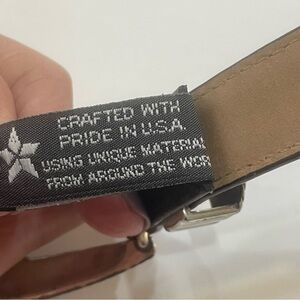 CRAFTED WITH
PRIDE IN U.S.A.
USING UNIQUE MATERIAL
FROM AROUND THE WOR